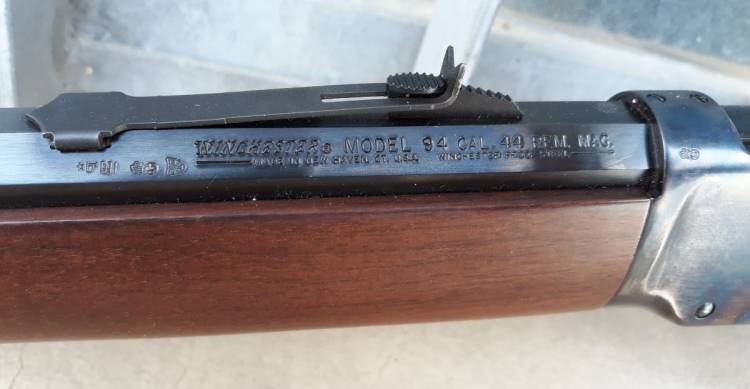 WINCHESTER® MODEL 94 CAL. 44 REM. MAG.
MADE IN NEW HAVEN, CT. U.S.A. WINCHESTER PROOF STEEL